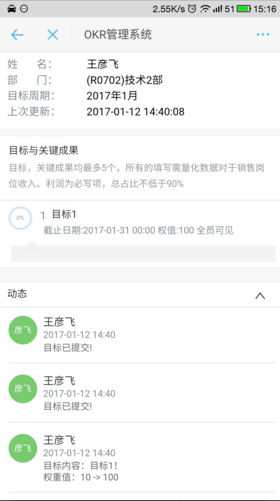 2.55K/s 51 15:16
OKR管理系统
姓 名: 王彦飞
部 门: (R0702)技术2部
目标周期: 2017年1月
上次更新: 2017-01-12 14:40:08
目标与关键成果
目标，关键成果均最多5个，所有的填写需量化数据对于销售岗
位收入、利润为必写项，总占比不低于90%
0% 1 目标1
截止日期:2017-01-31 00:00 权值:100 全员可见
动态
彦飞 王彦飞
2017-01-12 14:40
目标已提交!
彦飞 王彦飞
2017-01-12 14:40
目标已提交!
彦飞 王彦飞
2017-01-12 14:40
目标内容：目标1!
权重值：10 -> 100